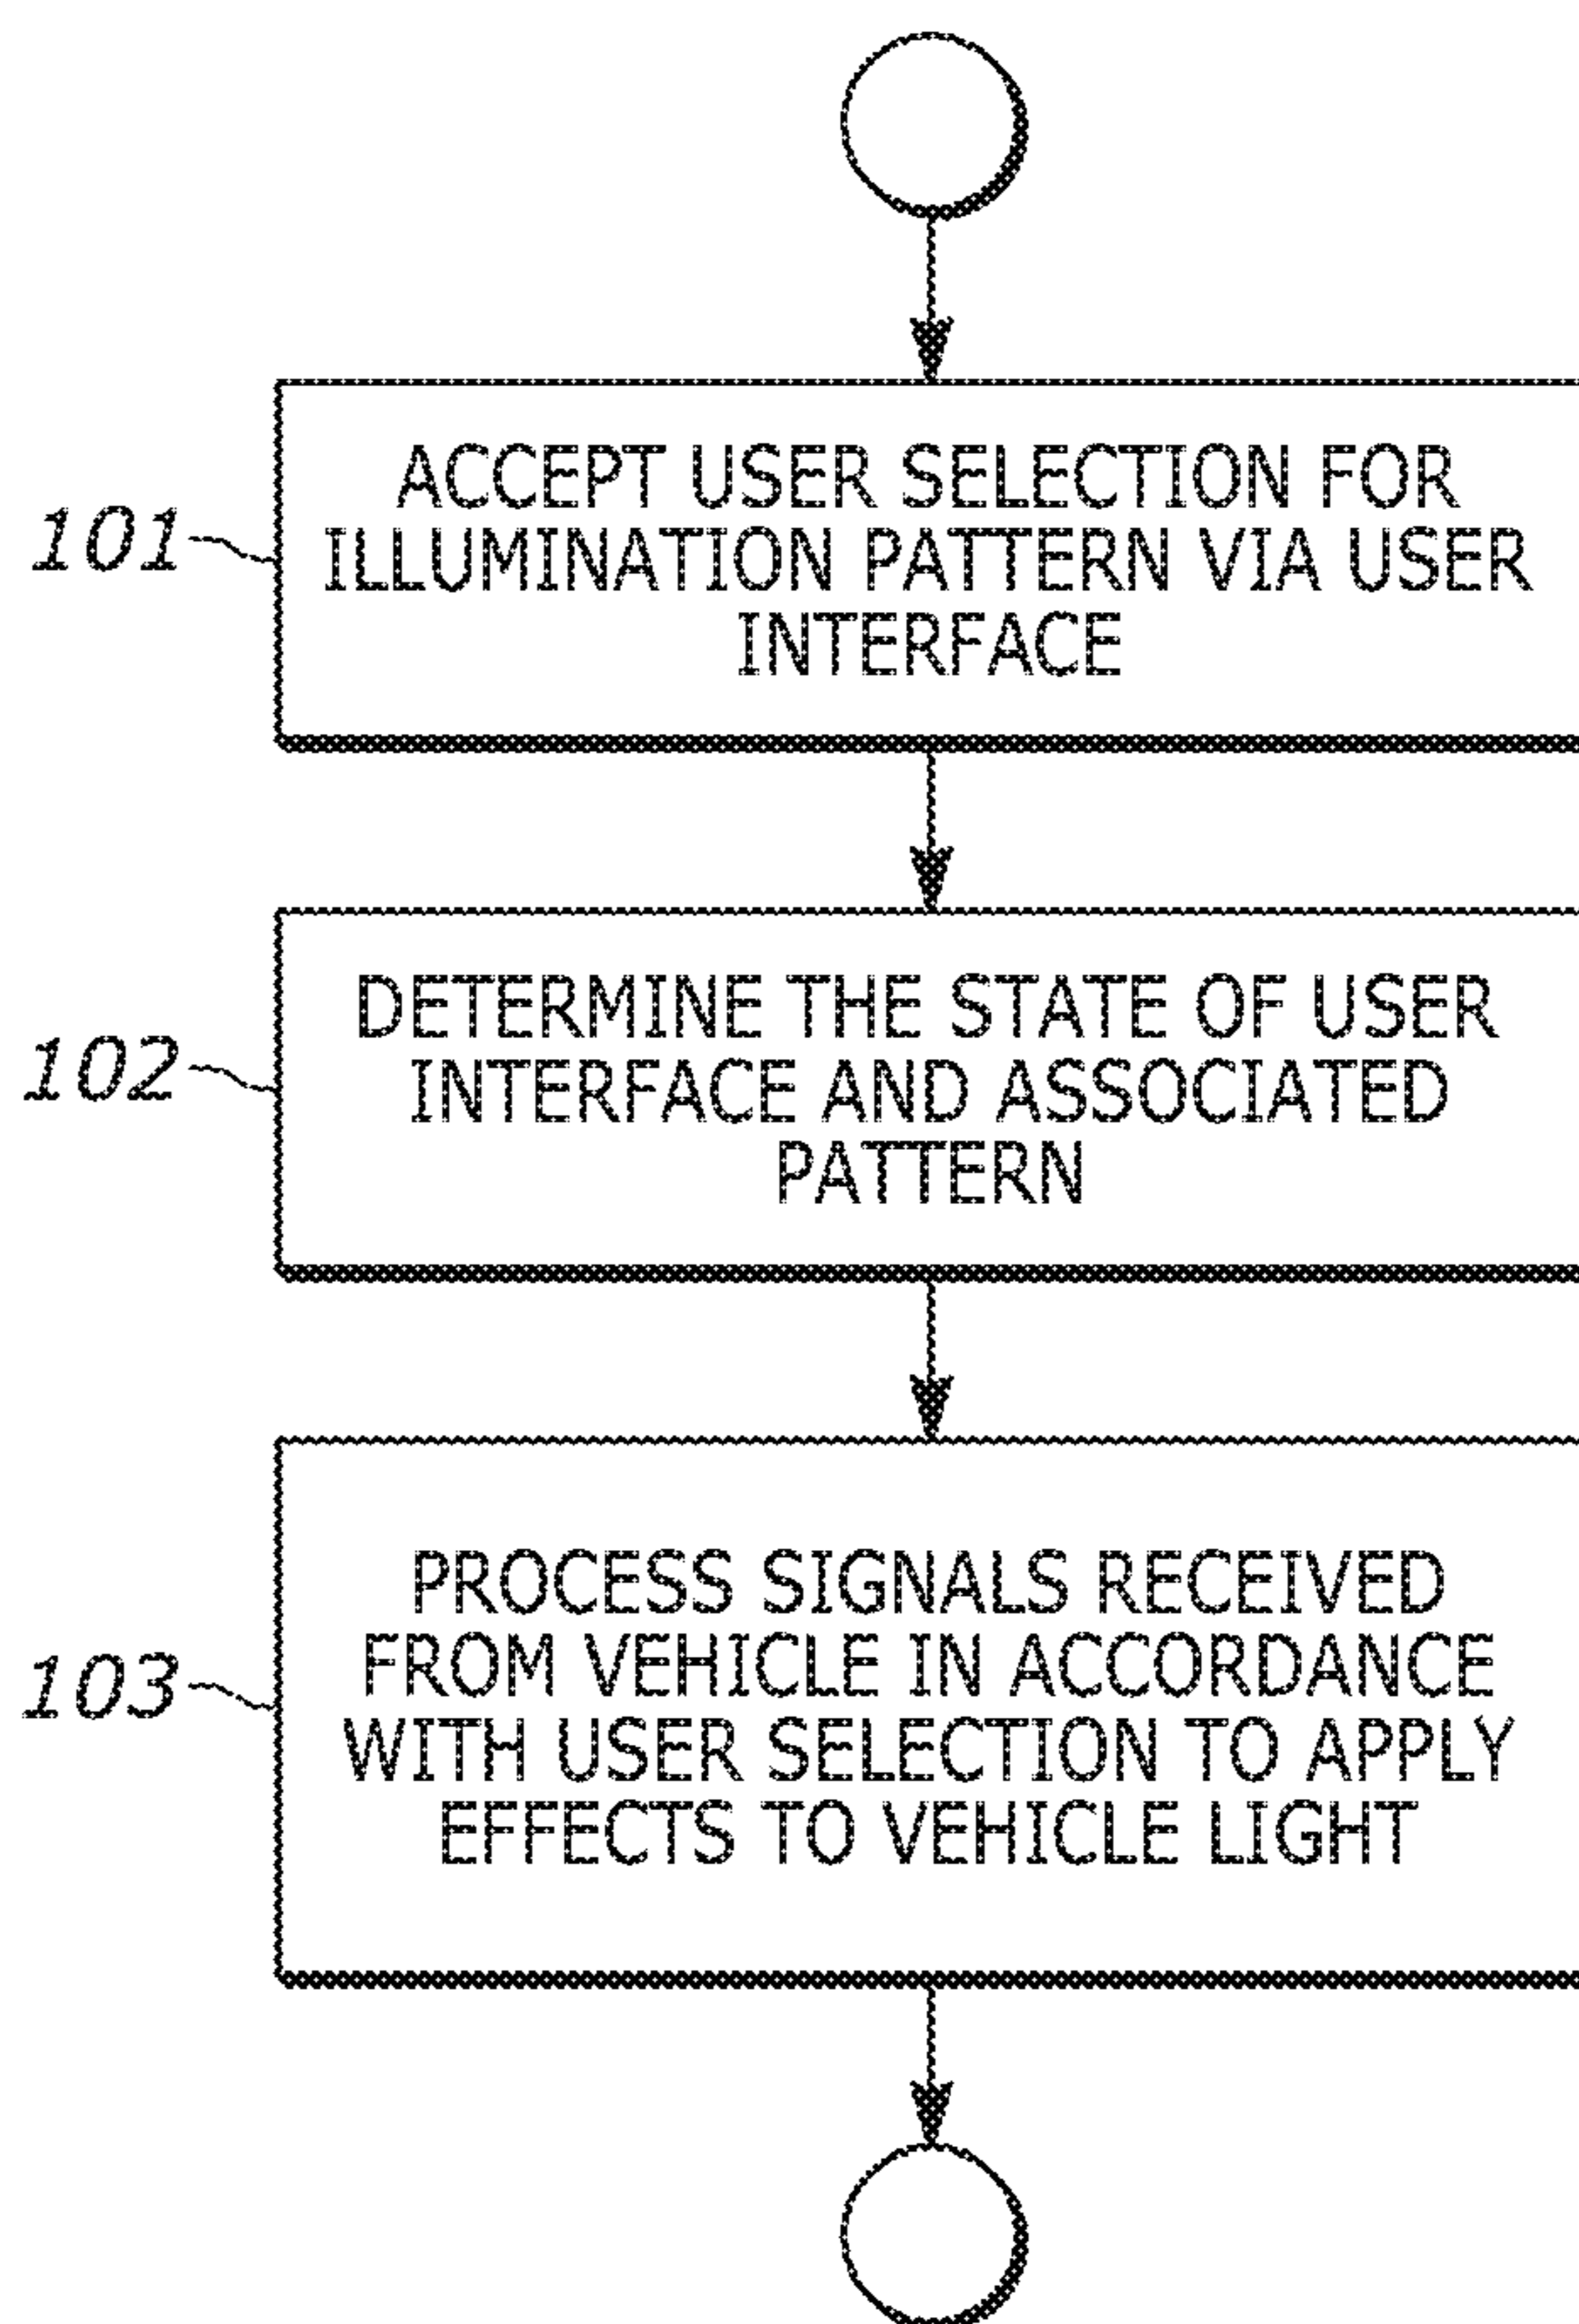 101
ACCEPT USER SELECTION FOR
ILLUMINATION PATTERN VIA USER
INTERFACE
102
DETERMINE THE STATE OF USER
INTERFACE AND ASSOCIATED
PATTERN
103
PROCESS SIGNALS RECEIVED
FROM VEHICLE IN ACCORDANCE
WITH USER SELECTION TO APPLY
EFFECTS TO VEHICLE LIGHT